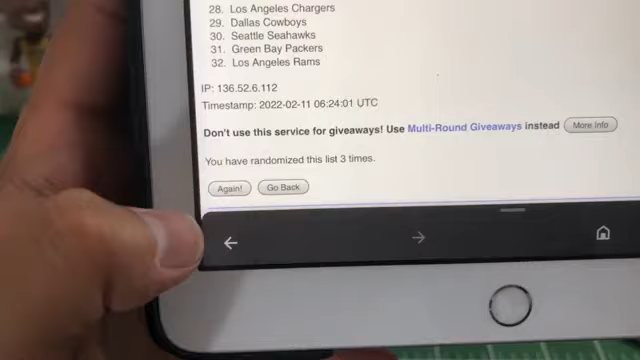 28. Los Angeles Chargers
29. Dallas Cowboys
30. Seattle Seahawks
31. Green Bay Packers
32. Los Angeles Rams
IP: 136.52.6.112
Timestamp: 2022-02-11 06:24:01 UTC
Don't use this service for giveaways! Use Multi-Round Giveaways instead More Info
You have randomized this list 3 times.
Again! Go Back